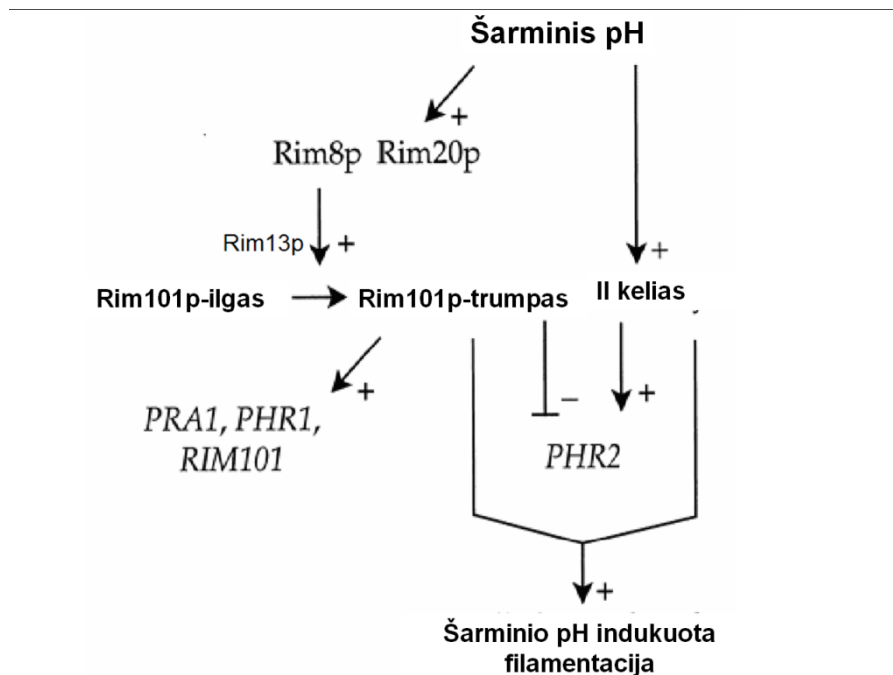 Šarminis pH
+
Rim8p Rim20p
Rim13p + +
Rim101p-ilgas Rim101p-trumpas II kelias
+ − +
PRA1, PHR1,
RIM101 PHR2
+
Šarminio pH indukuota
filamentacija